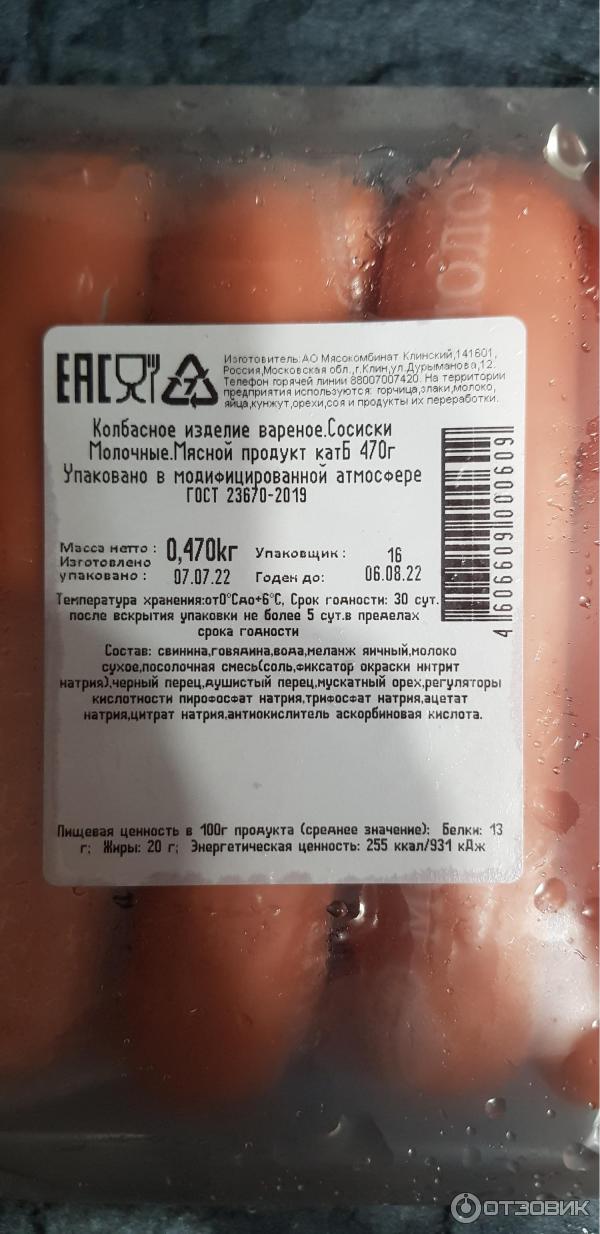 МОЛО
ЕАС
Изготовитель:АО Мясокомбинат Клинский,141601,
Россия,Московская обл.,г.Клин,ул.Дурыманова,12.
Телефон горячей линии 88007007420. На территории
предприятия используются: горчица,злаки,молоко,
яйца,кунжут,орехи,соя и продукты их переработки.
Колбасное изделие вареное.Сосиски
Молочные.Мясной продукт катБ 470г
Упаковано в модифицированной атмосфере
ГОСТ 23670-2019
Масса нетто : 0,470кг Упаковщик : 16
Изготовлено
упаковано : 07.07.22 Годен до: 06.08.22
Температура хранения:от0°Сдо+6°С, Срок годности: 30 сут.
после вскрытия упаковки не более 5 сут.в пределах
срока годности
Состав: свинина,говядина,вода,меланж яичный,молоко
сухое,посолочная смесь(соль,фиксатор окраски нитрит
натрия),черный перец,душистый перец,мускатный орех,регуляторы
кислотности пирофосфат натрия,трифосфат натрия,ацетат
натрия,цитрат натрия,антиокислитель аскорбиновая кислота.
Пищевая ценность в 100г продукта (среднее значение): Белки: 13
г; Жиры: 20 г; Энергетическая ценность: 255 ккал/931 кДж
4606609000609
ОТЗОВИК